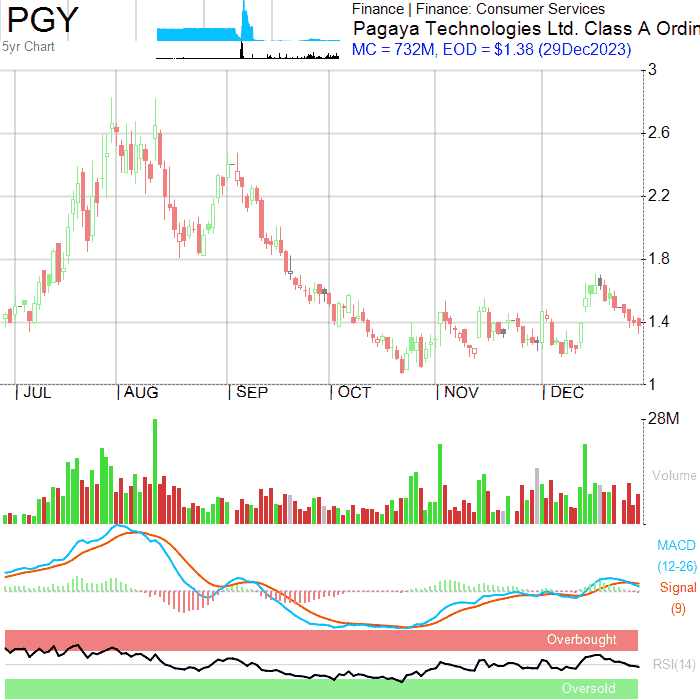 PGY
5yr Chart
Finance | Finance: Consumer Services
Pagaya Technologies Ltd. Class A Ordin
MC = 732M, EOD = $1.38 (29Dec2023)
3
2.6
2.2
1.8
1.4
1
JUL AUG SEP OCT NOV DEC
28M
Volume
MACD
(12-26)
Signal
(9)
Overbought
RSI(14)
Oversold